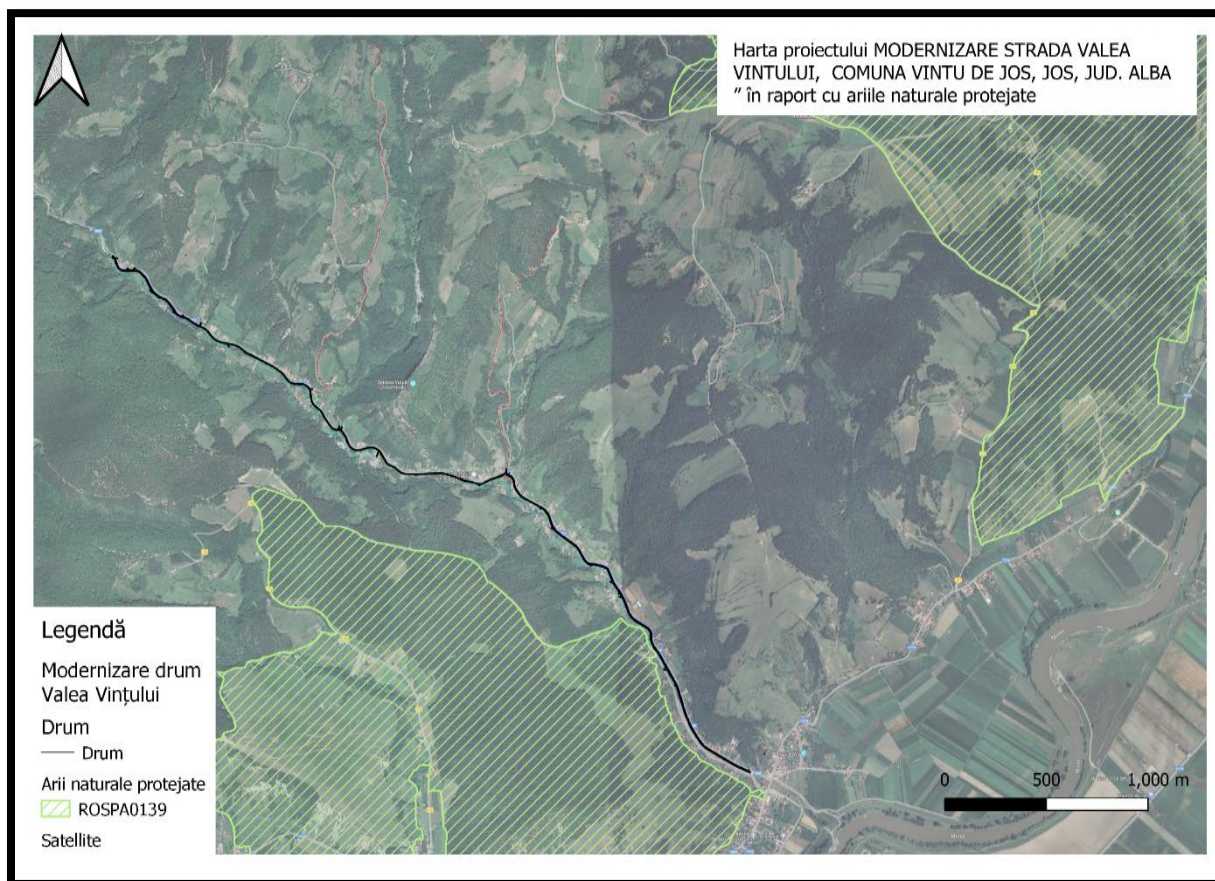 Harta proiectului MODERNIZARE STRADA VALEA
VINTULUI, COMUNA VINTU DE JOS, JOS, JUD. ALBA
” în raport cu ariile naturale protejate
Legendă
Modernizare drum
Valea Vințului
Drum
Drum
Arii naturale protejate
ROSPA0139
Satellite
0 500 1,000 m